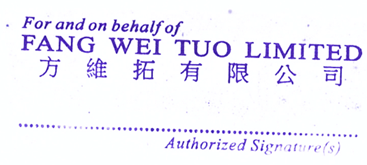 For and on behalf of
FANG WEI TUO LIMITED
方維拓有限公司
Authorized Signature(s)